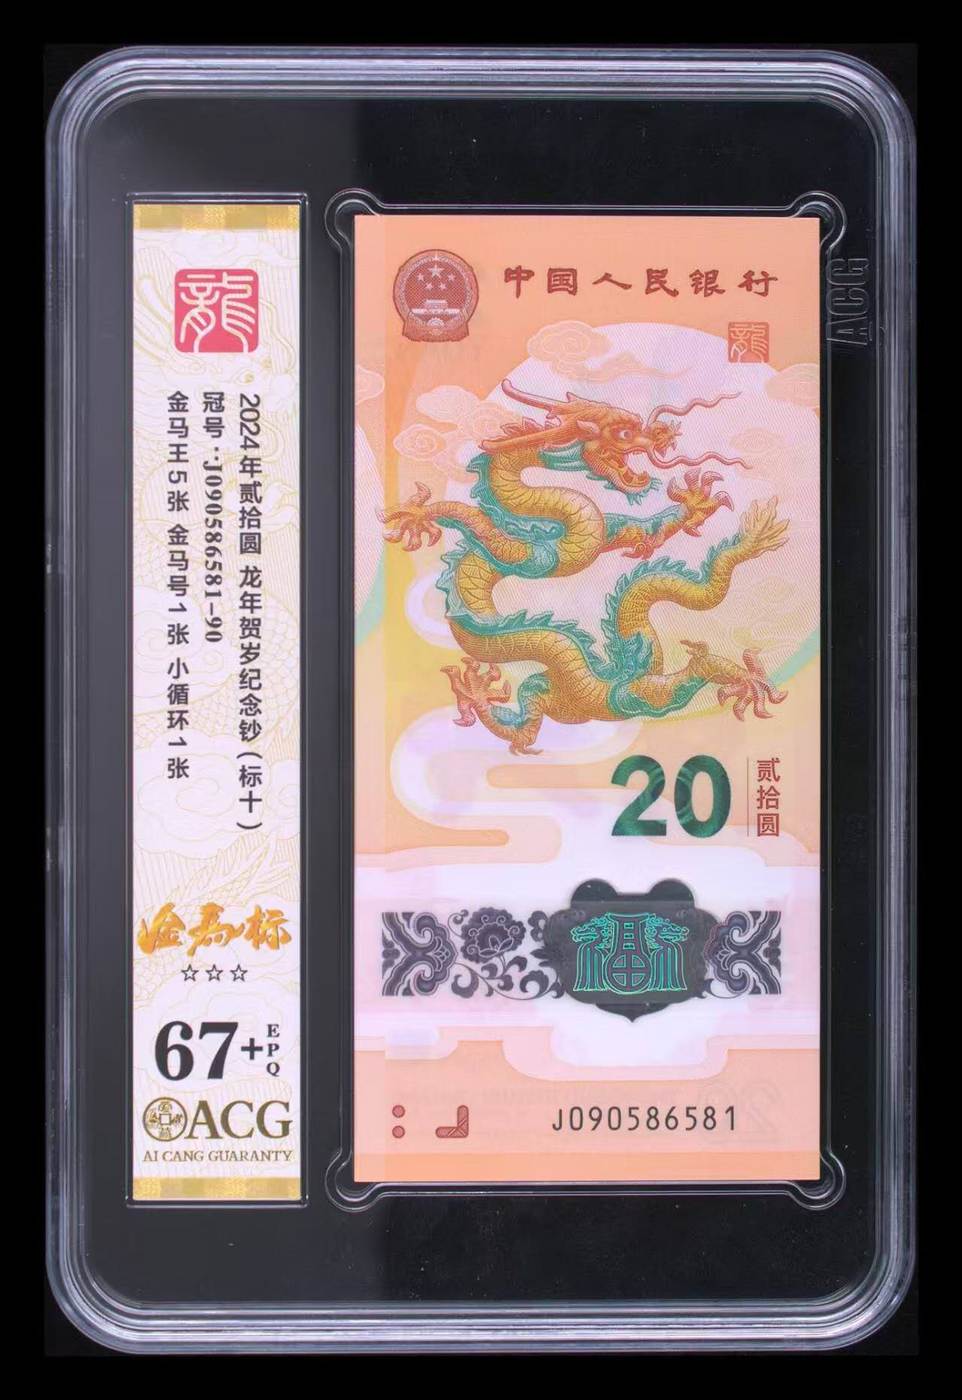 龍
2024年贰拾圆 龙年贺岁纪念钞(标十)
冠号:J090586581-90
金马王5张 金马号1张 小循环1张
金马标
☆☆☆
67+EPQ
ACG
AI CANG GUARANTY
中国人民银行
龍
20
贰拾圆
福
J090586581
ACG